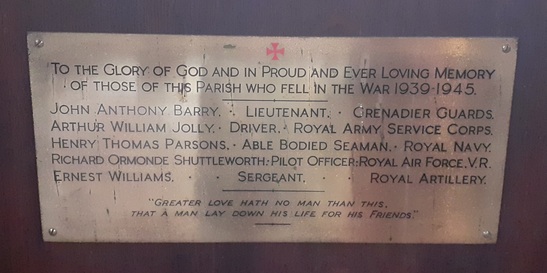 TO THE GLORY OF GOD AND IN PROUD AND EVER LOVING MEMORY
OF THOSE OF THIS PARISH WHO FELL IN THE WAR 1939-1945.
JOHN ANTHONY BARRY. · LIEUTENANT. · GRENADIER GUARDS.
ARTHUR WILLIAM JOLLY. · DRIVER. · ROYAL ARMY SERVICE CORPS.
HENRY THOMAS PARSONS. · ABLE BODIED SEAMAN. · ROYAL NAVY.
RICHARD ORMONDE SHUTTLEWORTH. · PILOT OFFICER. · ROYAL AIR FORCE. V.R.
ERNEST WILLIAMS. · · SERGEANT. · · ROYAL ARTILLERY.
"GREATER LOVE HATH NO MAN THAN THIS,
THAT A MAN LAY DOWN HIS LIFE FOR HIS FRIENDS."